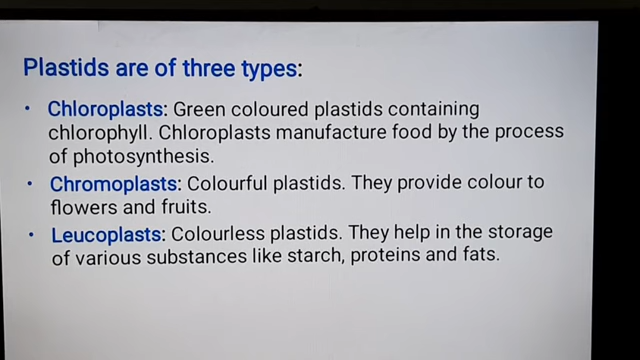 Plastids are of three types:
• Chloroplasts: Green coloured plastids containing
chlorophyll. Chloroplasts manufacture food by the process
of photosynthesis.
• Chromoplasts: Colourful plastids. They provide colour to
flowers and fruits.
• Leucoplasts: Colourless plastids. They help in the storage
of various substances like starch, proteins and fats.